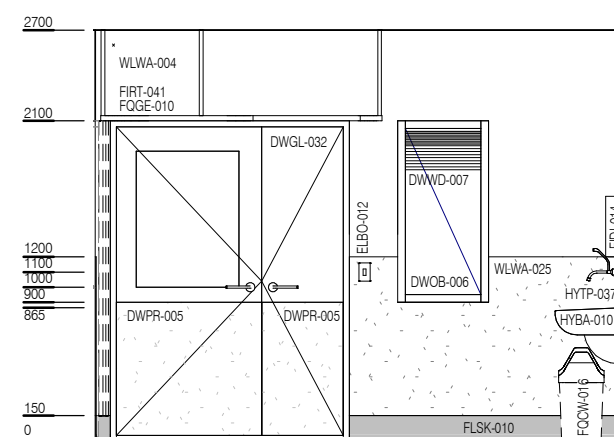 2700
WLWA-004
FIRT-041
FQGE-010
2100
DWGL-032
DWWD-007
ELBO-012
1200
1100
1000
900
865
WLWA-025
DWOB-006
HYTP-037
DWPR-005
DWPR-005
HYBA-010
150
0
FLSK-010
FQCW-016